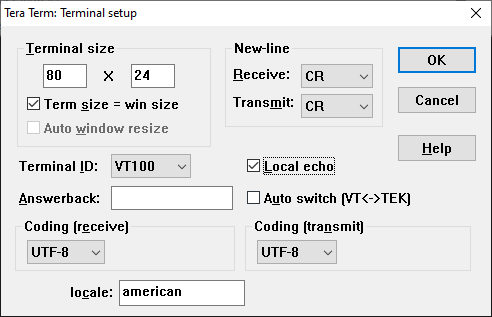 Tera Term: Terminal setup
Terminal size
80 X 24
Term size = win size
Auto window resize
New-line
Receive: CR
Transmit: CR
OK
Cancel
Help
Terminal ID: VT100
Local echo
Answerback:
Auto switch (VT<->TEK)
Coding (receive)
UTF-8
Coding (transmit)
UTF-8
locale: american